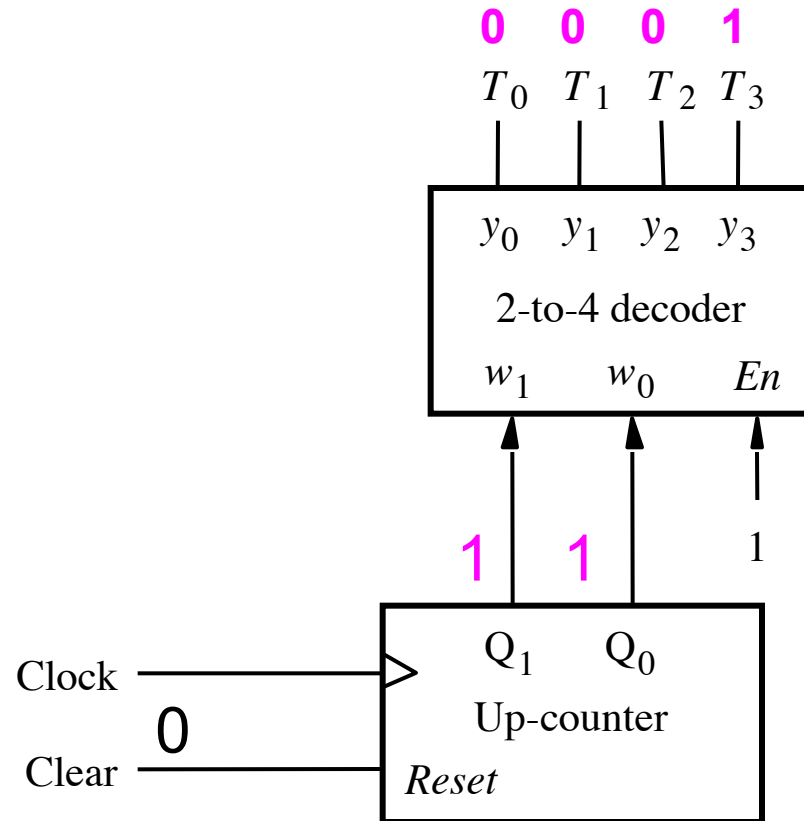 0 0 0 1
T0 T1 T2 T3
y0 y1 y2 y3
2-to-4 decoder
w1 w0 En
1 1 1
Q1 Q0
Clock
Up-counter
0
Clear Reset